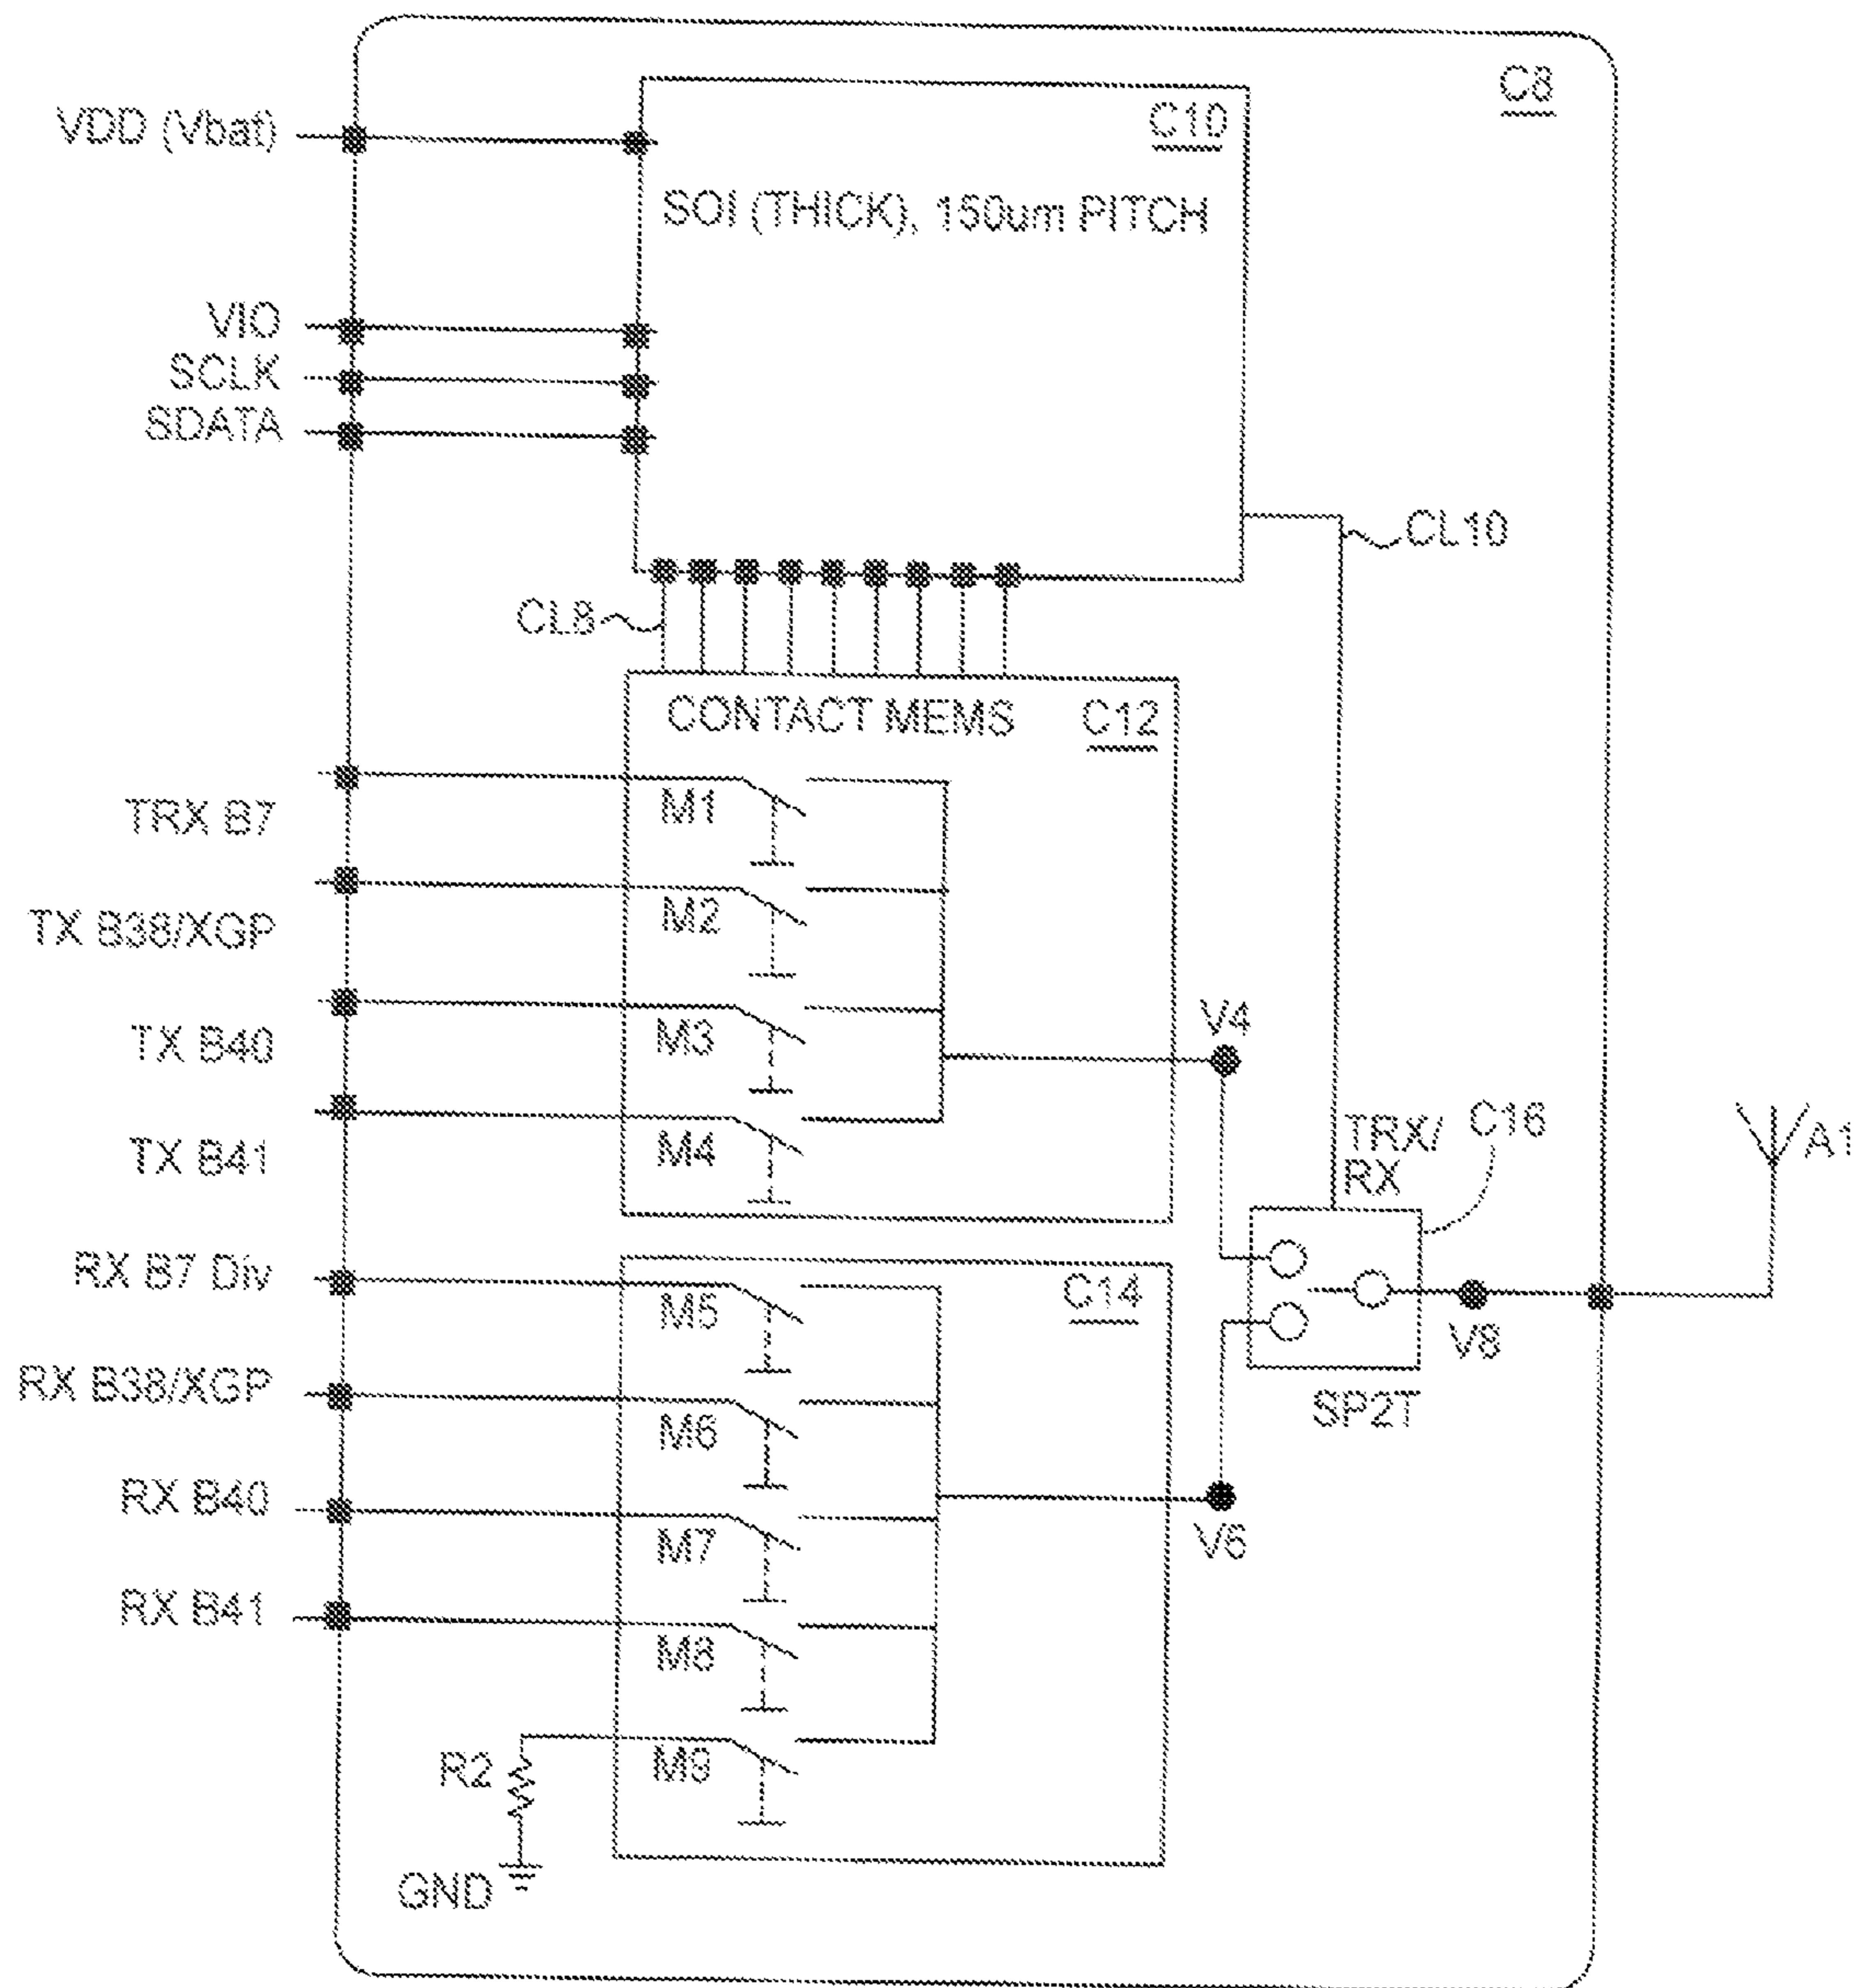 C8
VDD (Vbat)
C10
SOI (THICK), 150um PITCH
VIO
SCLK
SDATA
CL10
CL8
CONTACT MEMS
C12
TRX B7
M1
TX B38/XGP
M2
TX B40
M3
V4
TX B41
M4
TRX/
RX
C16
A1
RX B7 Div
M5
C14
V8
RX B38/XGP
M6
SP2T
RX B40
M7
V6
RX B41
M8
R2
M9
GND